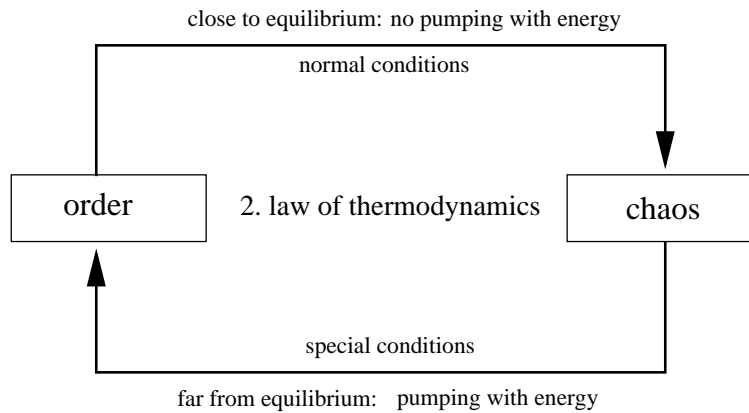 close to equilibrium: no pumping with energy
normal conditions
order
2. law of thermodynamics
chaos
special conditions
far from equilibrium: pumping with energy